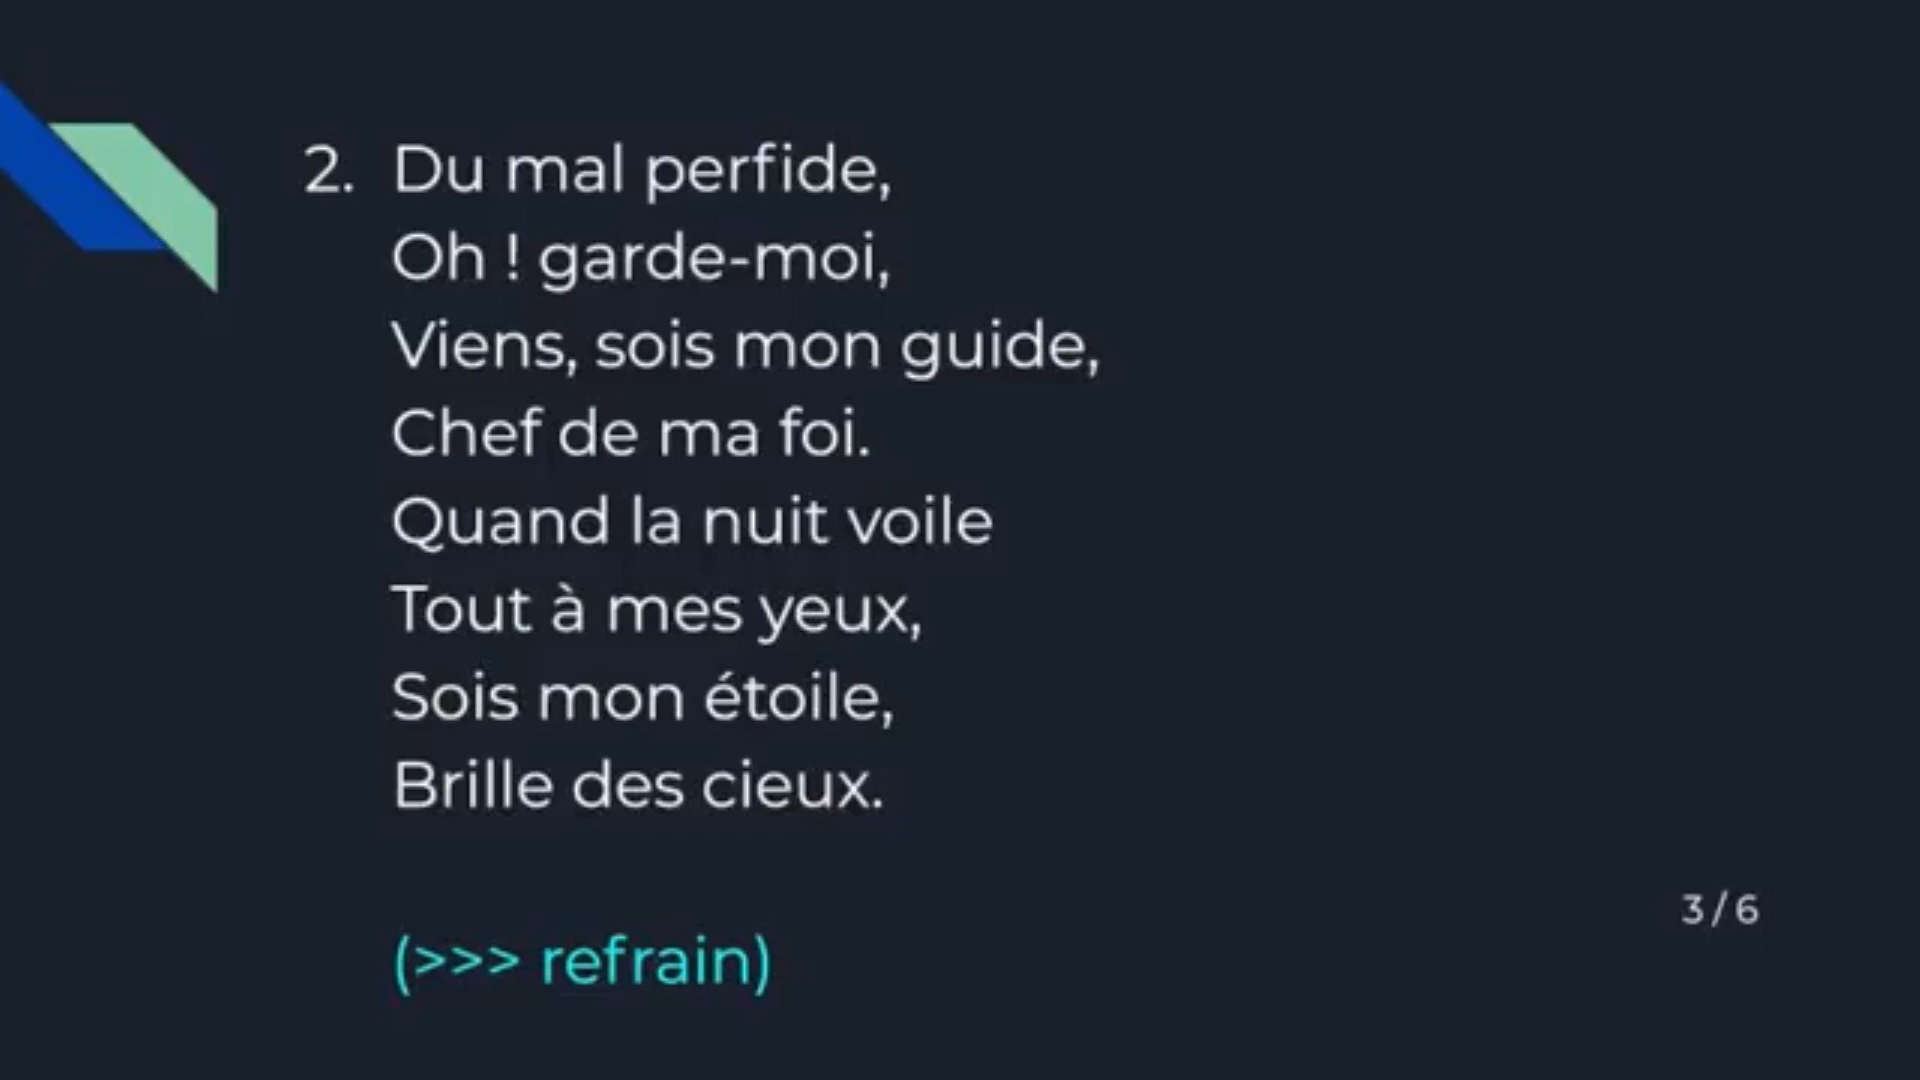 2. Du mal perfide,
Oh ! garde-moi,
Viens, sois mon guide,
Chef de ma foi.
Quand la nuit voile
Tout à mes yeux,
Sois mon étoile,
Brille des cieux.
(>>> refrain)
3 / 6